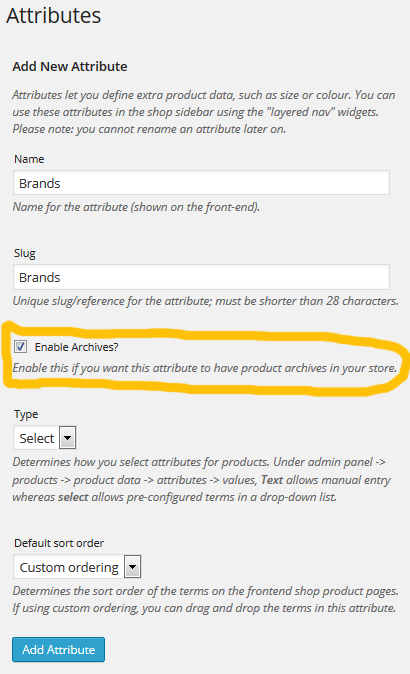 Attributes
Add New Attribute
Attributes let you define extra product data, such as size or colour. You can
use these attributes in the shop sidebar using the "layered nav" widgets.
Please note: you cannot rename an attribute later on.
Name
Brands
Name for the attribute (shown on the front-end).
Slug
Brands
Unique slug/reference for the attribute; must be shorter than 28 characters.
Enable Archives?
Enable this if you want this attribute to have product archives in your store.
Type
Select
Determines how you select attributes for products. Under admin panel ->
products -> product data -> attributes -> values, Text allows manual entry
whereas select allows pre-configured terms in a drop-down list.
Default sort order
Custom ordering
Determines the sort order of the terms on the frontend shop product pages.
If using custom ordering, you can drag and drop the terms in this attribute.
Add Attribute